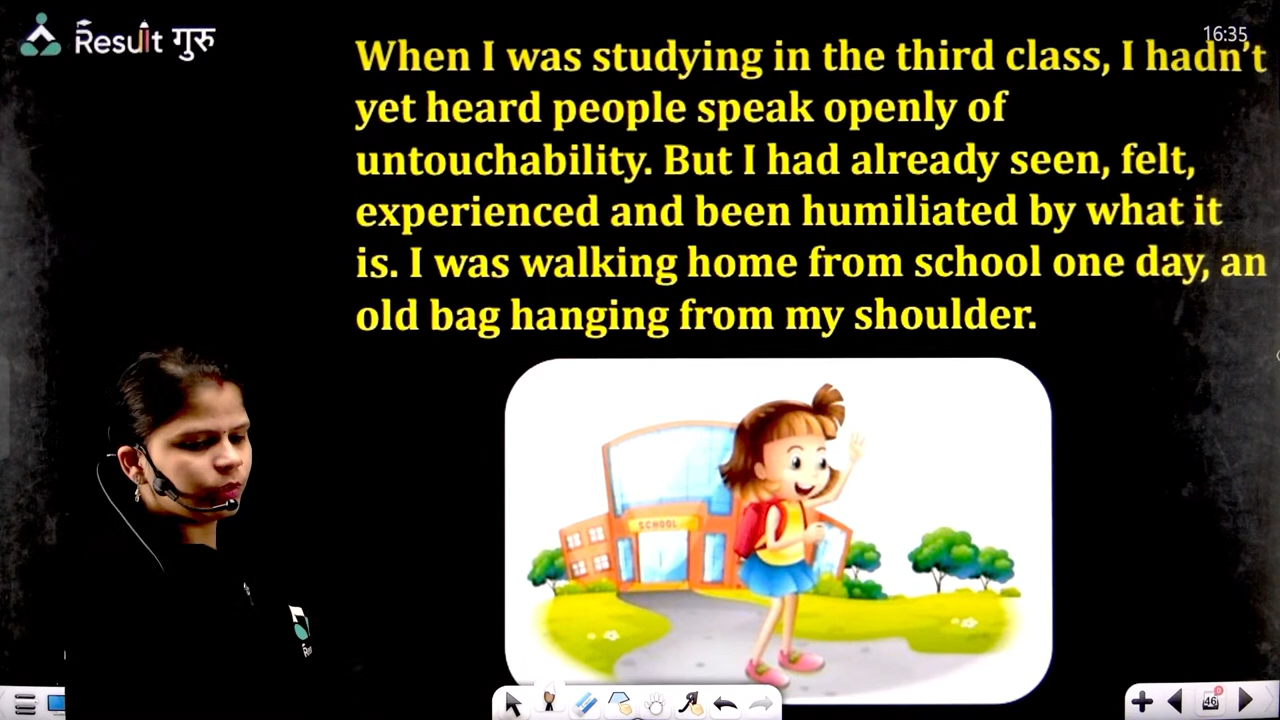 Result गुरु
16:35
When I was studying in the third class, I hadn't
yet heard people speak openly of
untouchability. But I had already seen, felt,
experienced and been humiliated by what it
is. I was walking home from school one day, an
old bag hanging from my shoulder.
SCHOOL
46